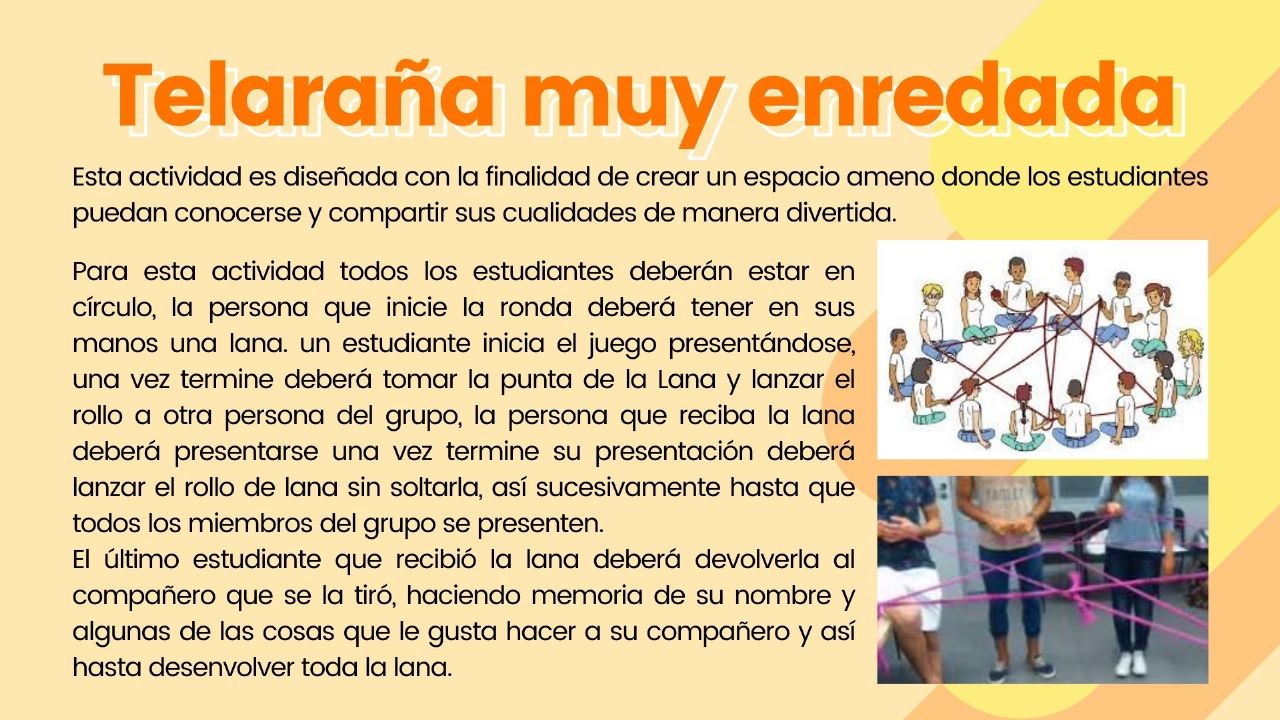 Telaraña muy enredada
Esta actividad es diseñada con la finalidad de crear un espacio ameno donde los estudiantes
puedan conocerse y compartir sus cualidades de manera divertida.
Para esta actividad todos los estudiantes deberán estar en
círculo, la persona que inicie la ronda deberá tener en sus
manos una lana. un estudiante inicia el juego presentándose,
una vez termine deberá tomar la punta de la Lana y lanzar el
rollo a otra persona del grupo, la persona que reciba la lana
deberá presentarse una vez termine su presentación deberá
lanzar el rollo de lana sin soltarla, así sucesivamente hasta que
todos los miembros del grupo se presenten.
El último estudiante que recibió la lana deberá devolverla al
compañero que se la tiró, haciendo memoria de su nombre y
algunas de las cosas que le gusta hacer a su compañero y así
hasta desenvolver toda la lana.